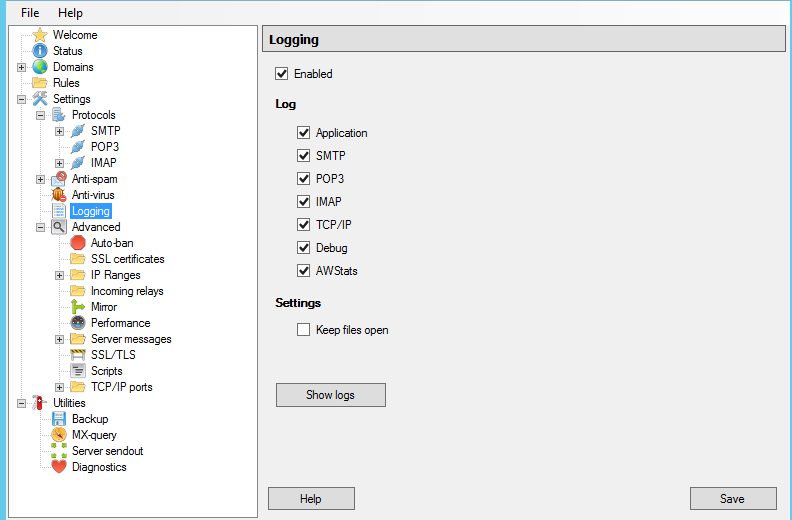 File Help
Welcome
Status
Domains
Rules
Settings
Protocols
SMTP
POP3
IMAP
Anti-spam
Anti-virus
Logging
Advanced
Auto-ban
SSL certificates
IP Ranges
Incoming relays
Mirror
Performance
Server messages
SSL/TLS
Scripts
TCP/IP ports
Utilities
Backup
MX-query
Server sendout
Diagnostics
Logging
Enabled
Log
Application
SMTP
POP3
IMAP
TCP/IP
Debug
AWStats
Settings
Keep files open
Show logs
Help Save